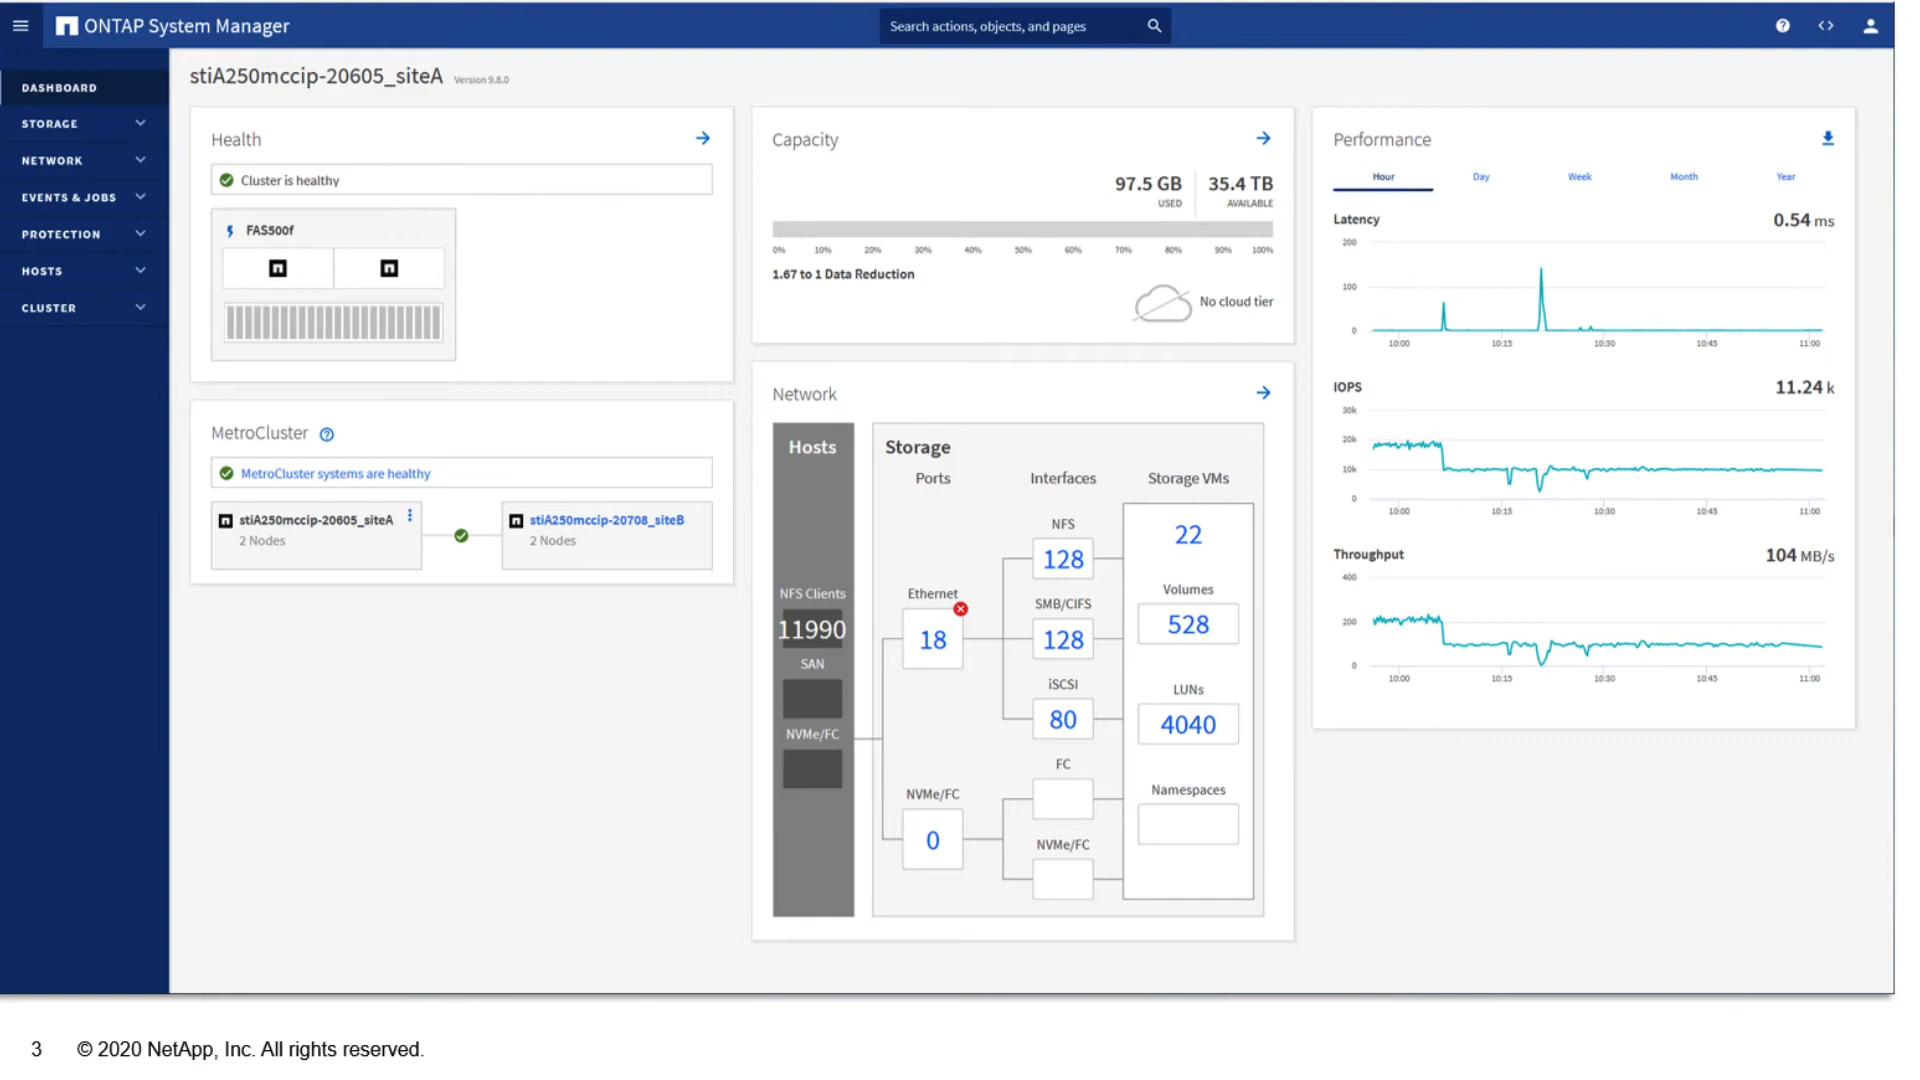 ONTAP System Manager
Search actions, objects, and pages
DASHBOARD
STORAGE
NETWORK
EVENTS & JOBS
PROTECTION
HOSTS
CLUSTER
stiA250mccip-20605_siteA Version 9.8.0
Health
Cluster is healthy
FAS500f
MetroCluster
MetroCluster systems are healthy
stiA250mccip-20605_siteA
2 Nodes
stiA250mccip-20708_siteB
2 Nodes
Capacity
97.5 GB
USED
35.4 TB
AVAILABLE
0% 10% 20% 30% 40% 50% 60% 70% 80% 90% 100%
1.67 to 1 Data Reduction
No cloud tier
Network
Hosts
NFS Clients
11990
SAN
NVMe/FC
Storage
Ports
Interfaces
Storage VMs
Ethernet
18
NVMe/FC
0
NFS
128
SMB/CIFS
128
iSCSI
80
FC
NVMe/FC
22
Volumes
528
LUNs
4040
Namespaces
Performance
Hour Day Week Month Year
Latency 0.54 ms
200
100
0
10:00 10:15 10:30 10:45 11:00
IOPS 11.24 k
30k
20k
10k
0
10:00 10:15 10:30 10:45 11:00
Throughput 104 MB/s
400
200
0
10:00 10:15 10:30 10:45 11:00
3 © 2020 NetApp, Inc. All rights reserved.